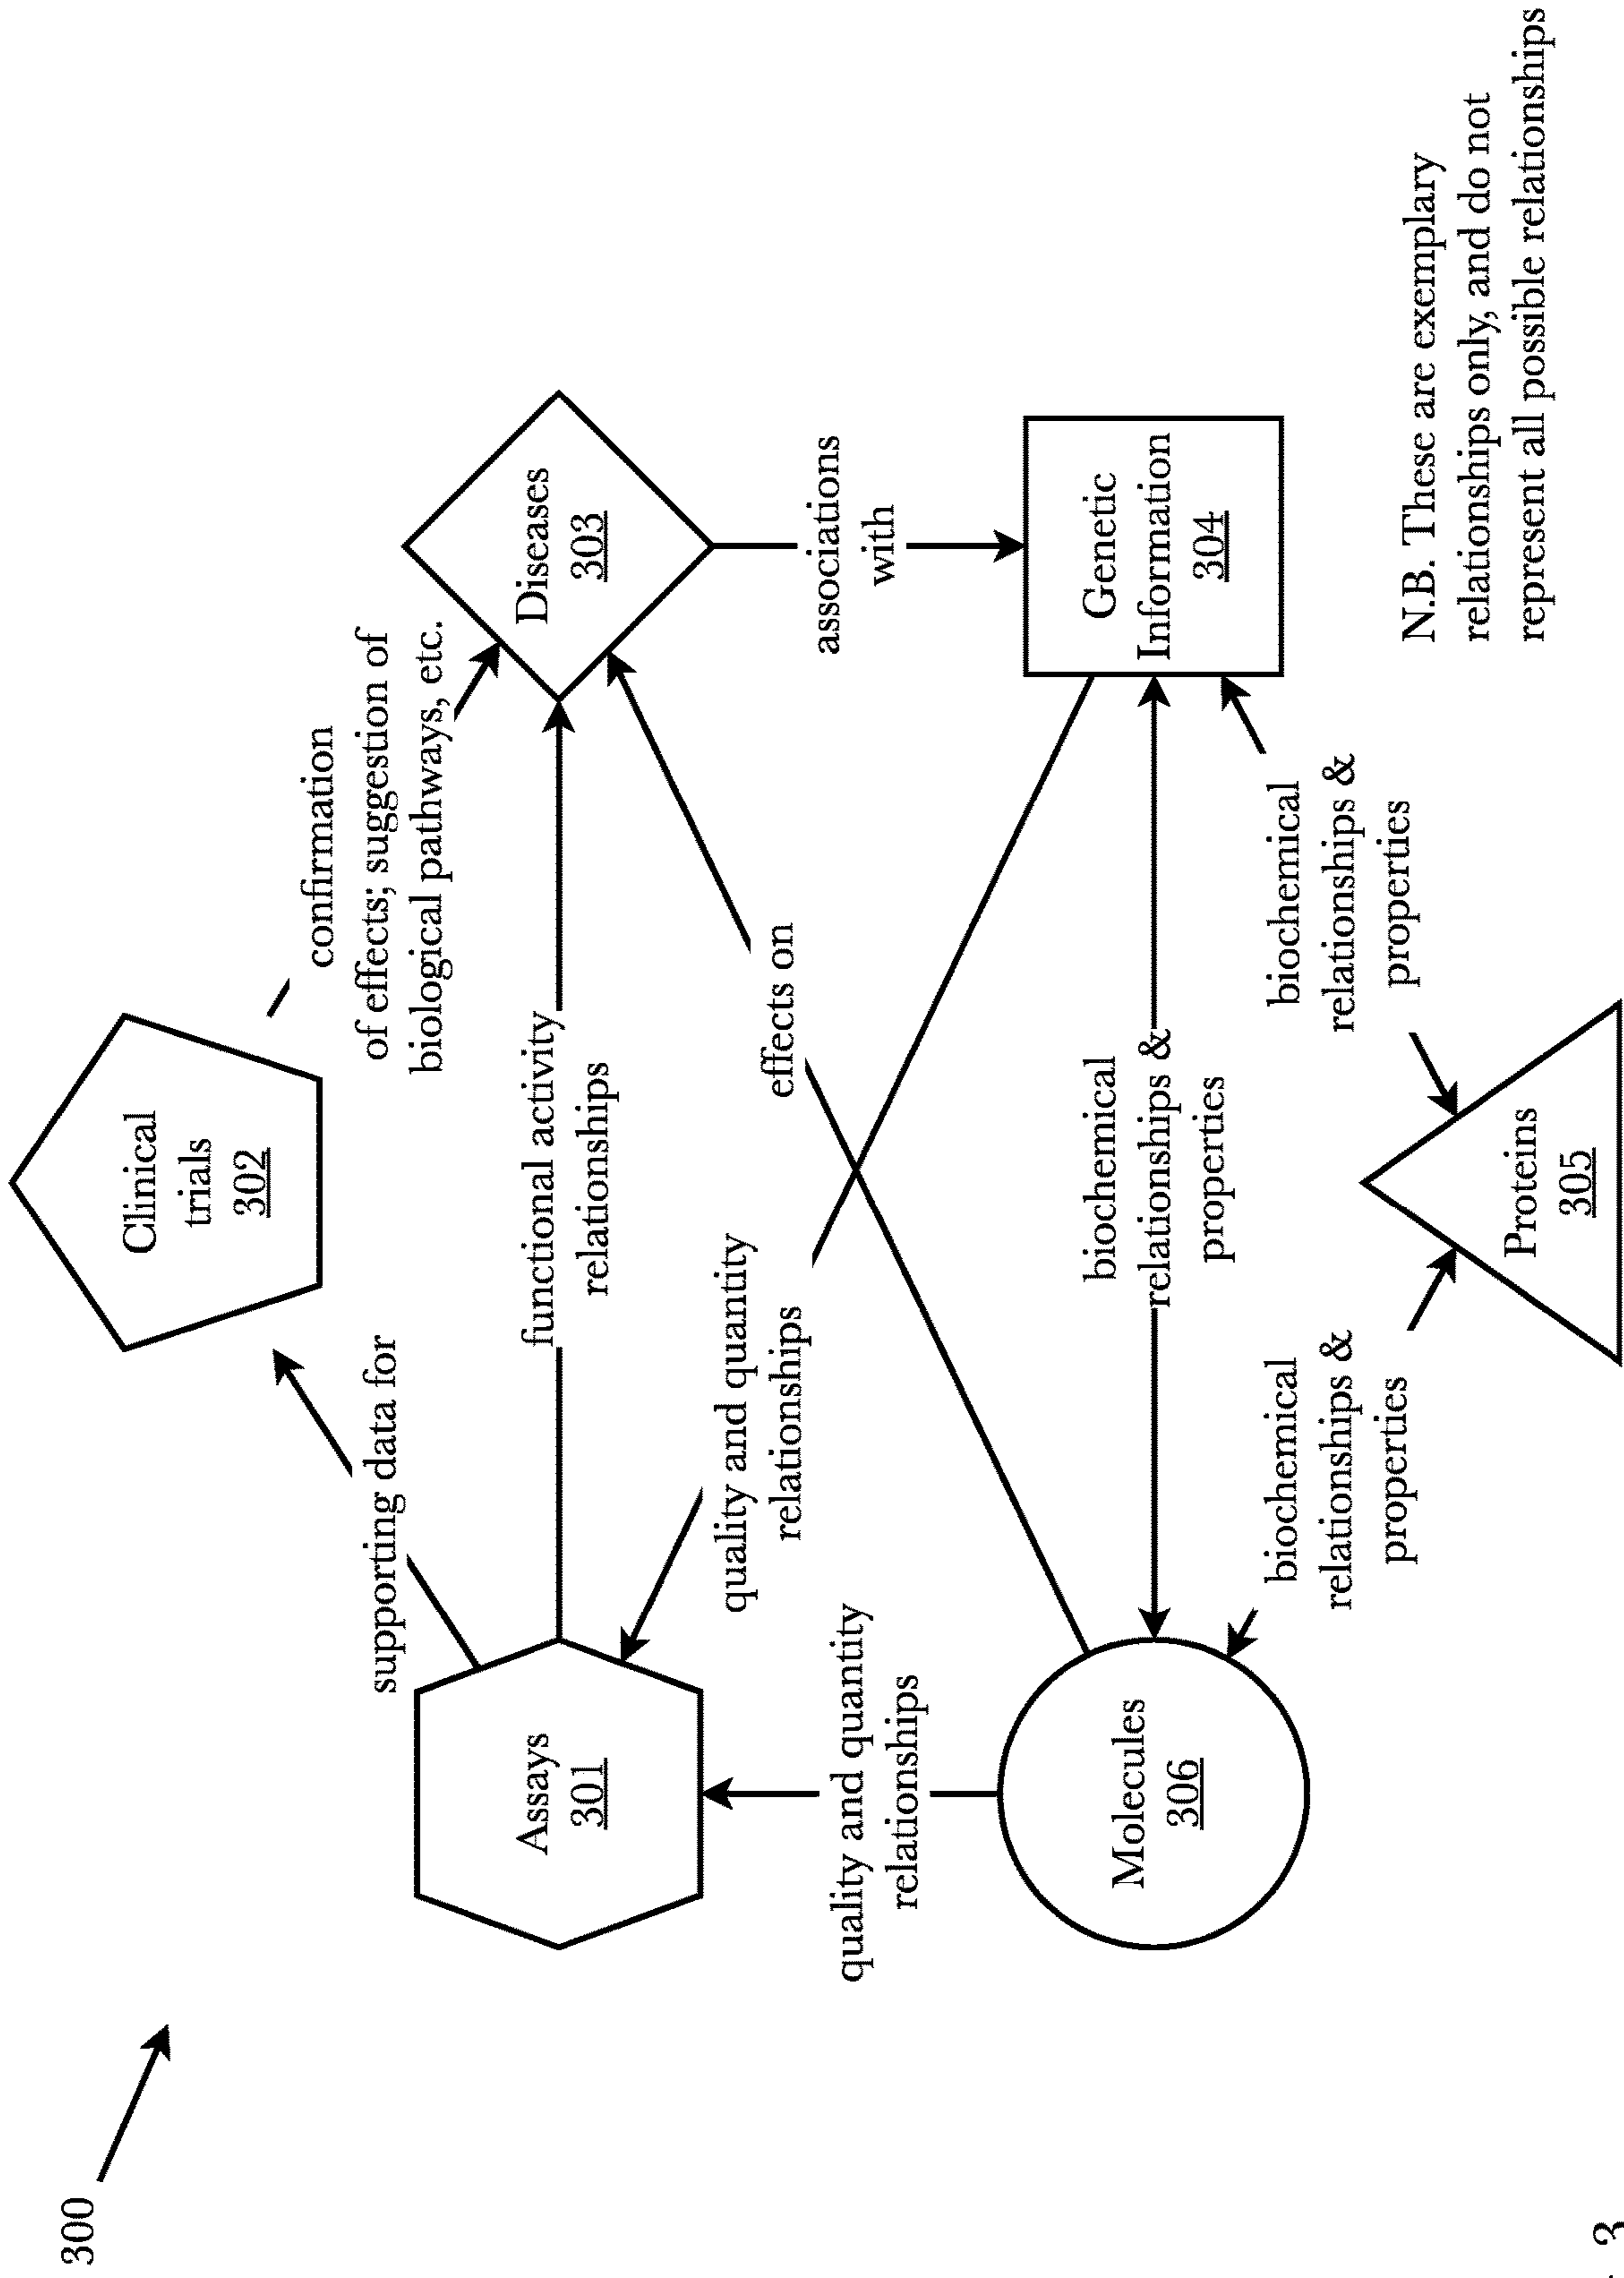 300
Clinical
trials
302
supporting data for
confirmation
of effects; suggestion of
biological pathways, etc.
Assays
301
functional activity
relationships
Diseases
303
quality and quantity
relationships
effects on
quality and quantity
relationships
associations
with
Molecules
306
biochemical
relationships &
properties
Genetic
Information
304
biochemical
relationships &
properties
biochemical
relationships &
properties
Proteins
305
N.B. These are exemplary
relationships only, and do not
represent all possible relationships
3